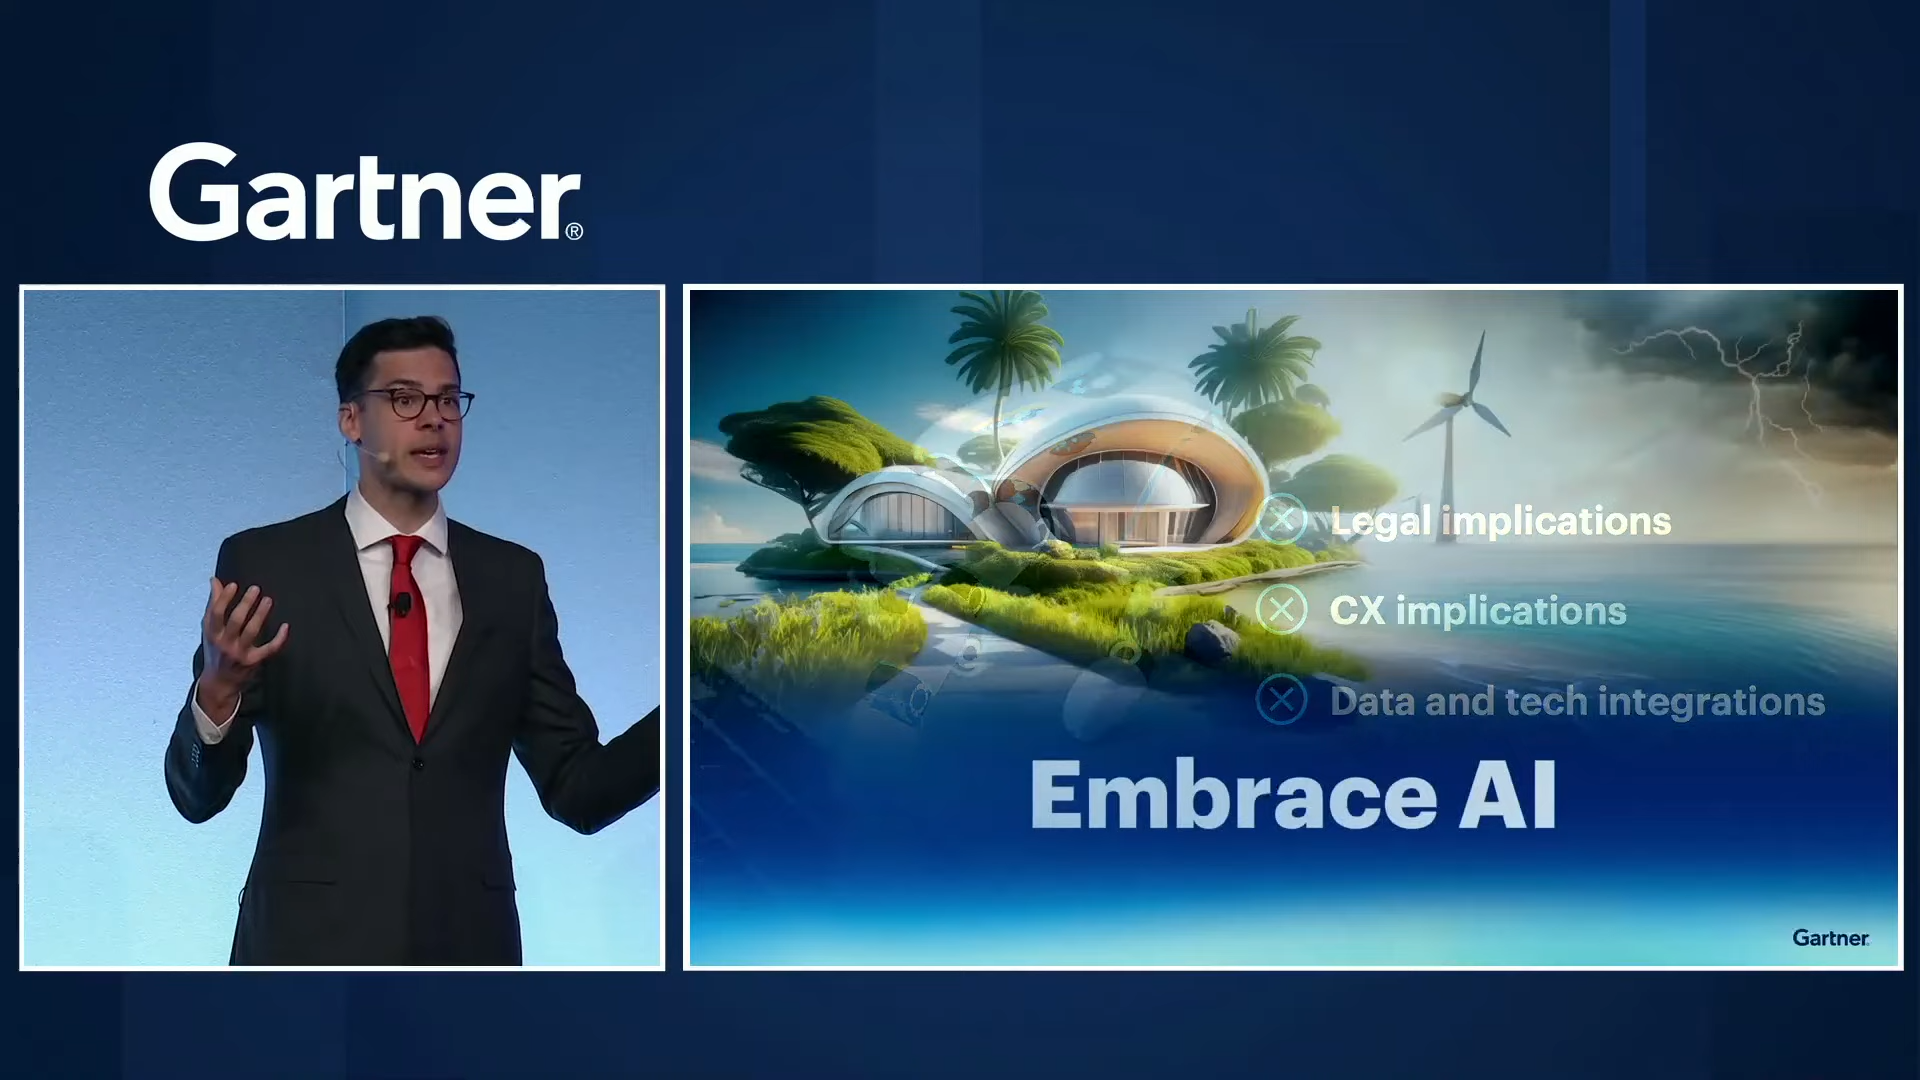 Gartner®
Legal implications
CX implications
Data and tech integrations
Embrace AI
Gartner